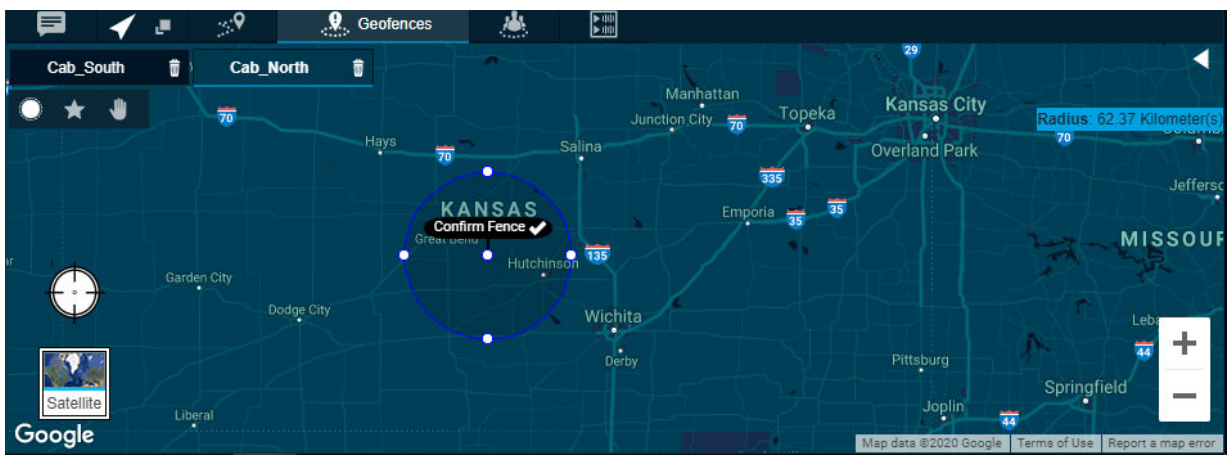 Geofences
Cab_South
Cab_North
29
Manhattan
Junction City
70
Topeka
Kansas City
Radius: 62.37 Kilometer(s)
70
70
Hays
70
Salina
Overland Park
335
KANSAS
Confirm Fence
Great Bend
Emporia
35
35
MISSOUR
Hutchinson
135
Garden City
Dodge City
Wichita
Derby
Pittsburg
44
+
−
Springfield
Satellite
Liberal
Joplin
44
Google
Map data ©2020 Google
Terms of Use
Report a map error